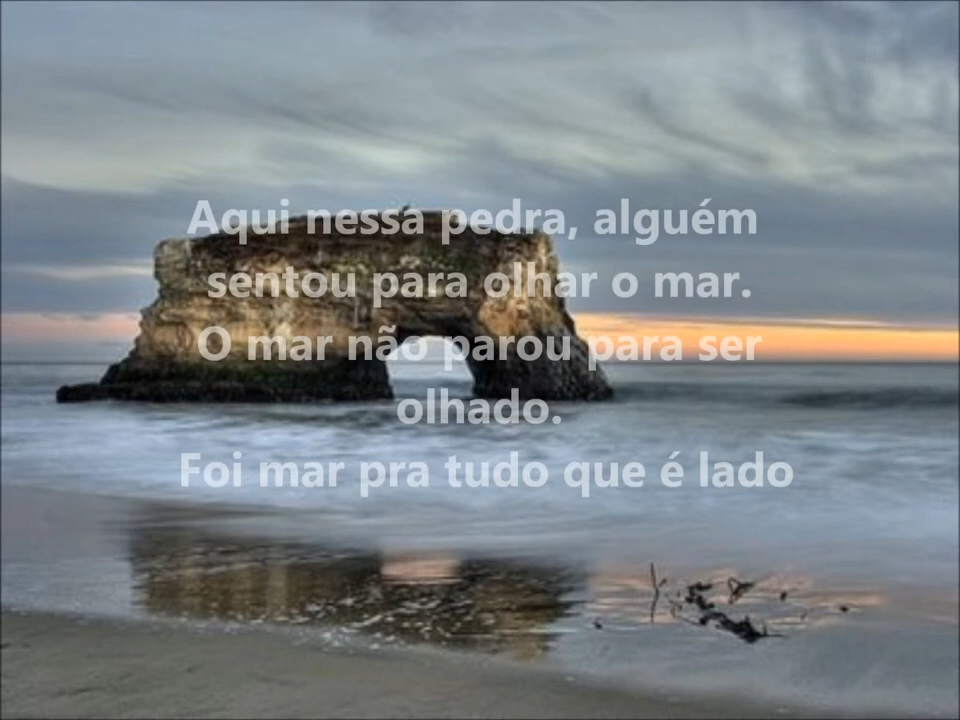 Aqui nessa pedra, alguém
sentou para olhar o mar.
O mar não parou para ser
olhado.
Foi mar pra tudo que é lado